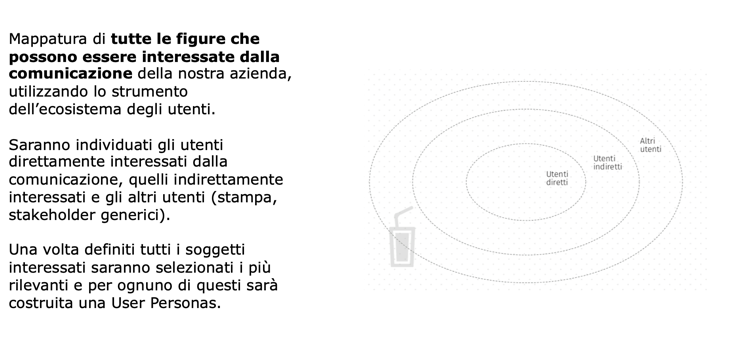 Mappatura di tutte le figure che
possono essere interessate dalla
comunicazione della nostra azienda,
utilizzando lo strumento
dell’ecosistema degli utenti.
Saranno individuati gli utenti
direttamente interessati dalla
comunicazione, quelli indirettamente
interessati e gli altri utenti (stampa,
stakeholder generici).
Una volta definiti tutti i soggetti
interessati saranno selezionati i più
rilevanti e per ognuno di questi sarà
costruita una User Personas.
Utenti
diretti
Utenti
indiretti
Altri
utenti